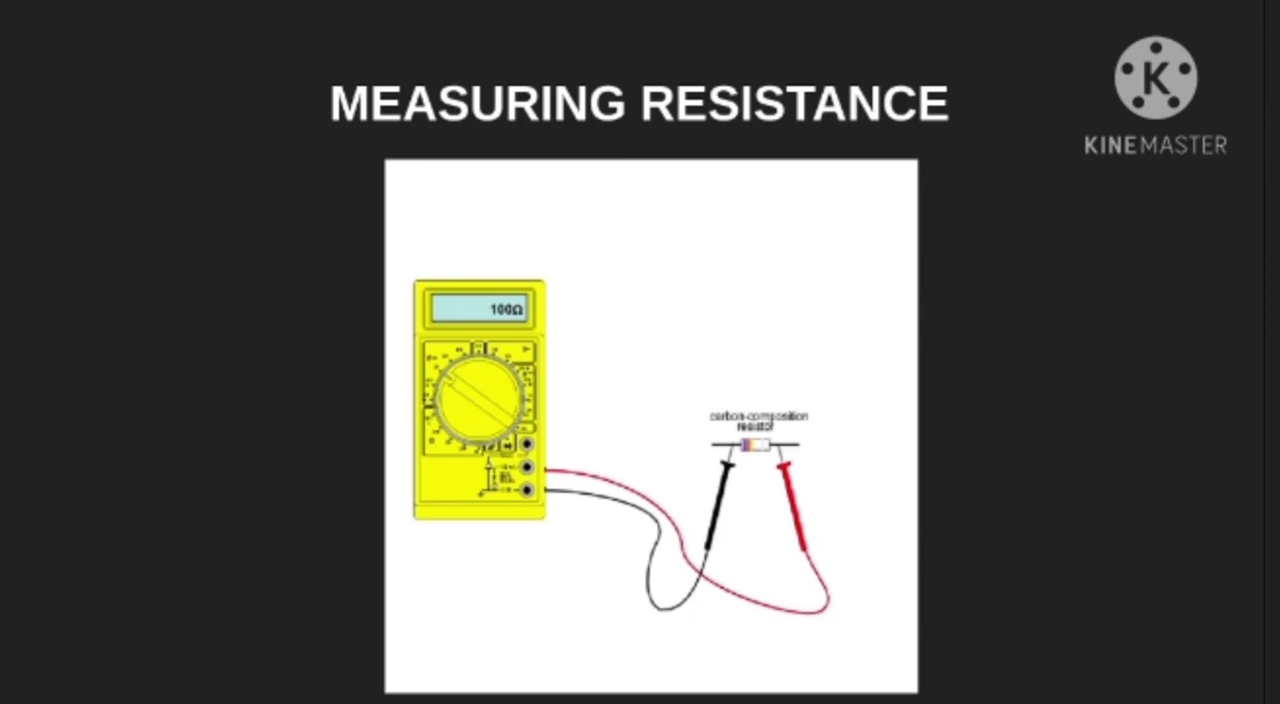 MEASURING RESISTANCE
K
KINEMASTER
100Ω
carbon-composition
resistor